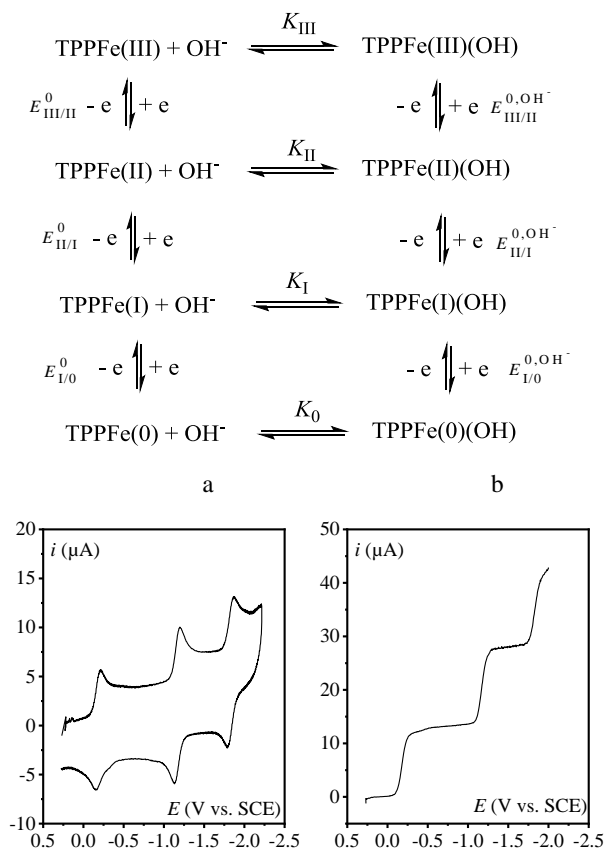 K_III
TPPFe(III) + OH⁻ TPPFe(III)(OH)
E⁰_III/II - e + e - e + e E^0,OH⁻_III/II
K_II
TPPFe(II) + OH⁻ TPPFe(II)(OH)
E⁰_II/I - e + e - e + e E^0,OH⁻_II/I
K_I
TPPFe(I) + OH⁻ TPPFe(I)(OH)
E⁰_I/0 - e + e - e + e E^0,OH⁻_I/0
K_0
TPPFe(0) + OH⁻ TPPFe(0)(OH)
a b
20 50
i (µA) i (µA)
15
40
10
30
5
20
0
10
-5
E (V vs. SCE) 0 E (V vs. SCE)
-10
0.5 0.0 -0.5 -1.0 -1.5 -2.0 -2.5 0.5 0.0 -0.5 -1.0 -1.5 -2.0 -2.5